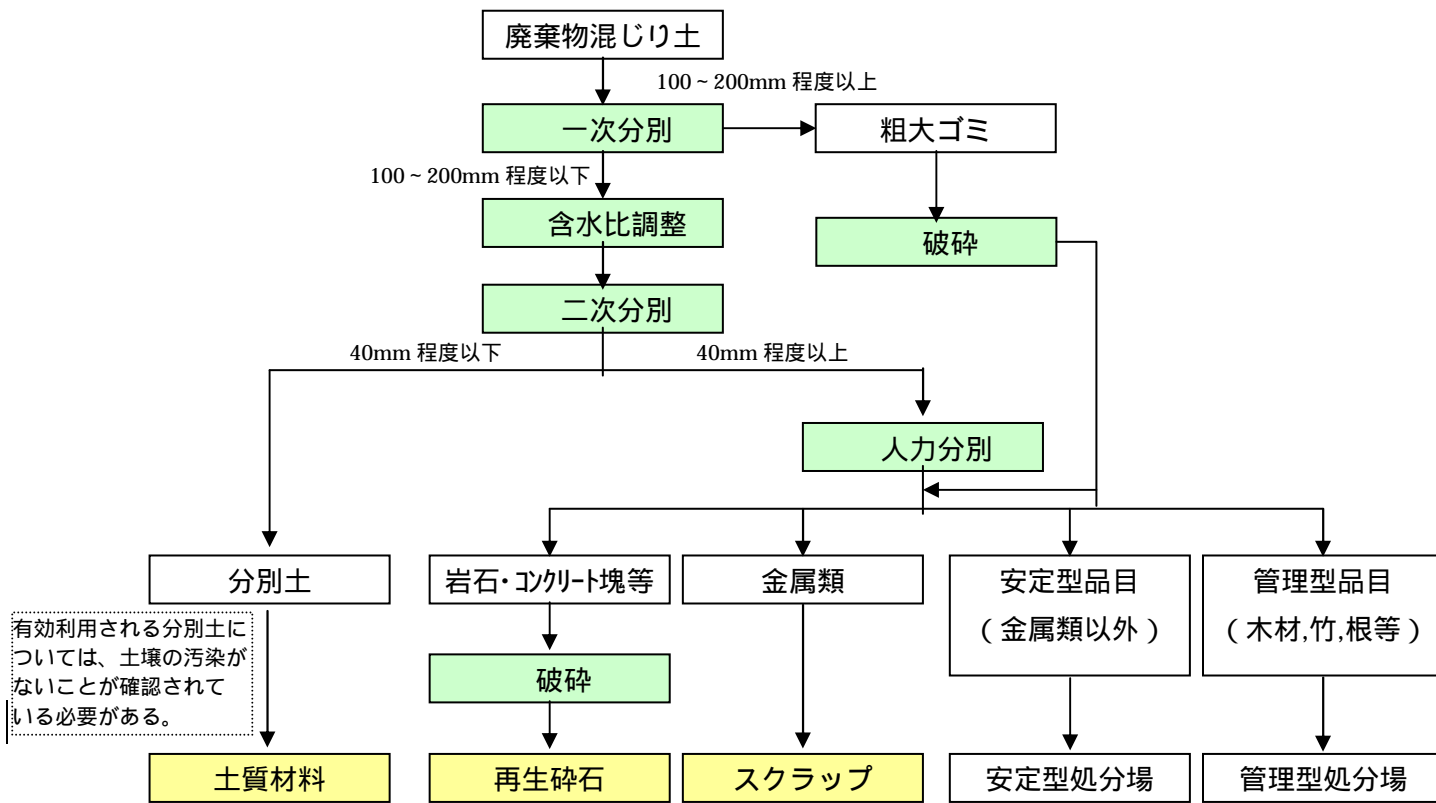 廃棄物混じり土
100~200mm 程度以上
一次分別
粗大ゴミ
100~200mm 程度以下
含水比調整
破砕
二次分別
40mm 程度以下
40mm 程度以上
人力分別
分別土
岩石・コンクリート塊等
金属類
安定型品目
(金属類以外)
管理型品目
(木材,竹,根等)
有効利用される分別土に
ついては、土壌の汚染が
ないことが確認されて
いる必要がある。
破砕
土質材料
再生砕石
スクラップ
安定型処分場
管理型処分場